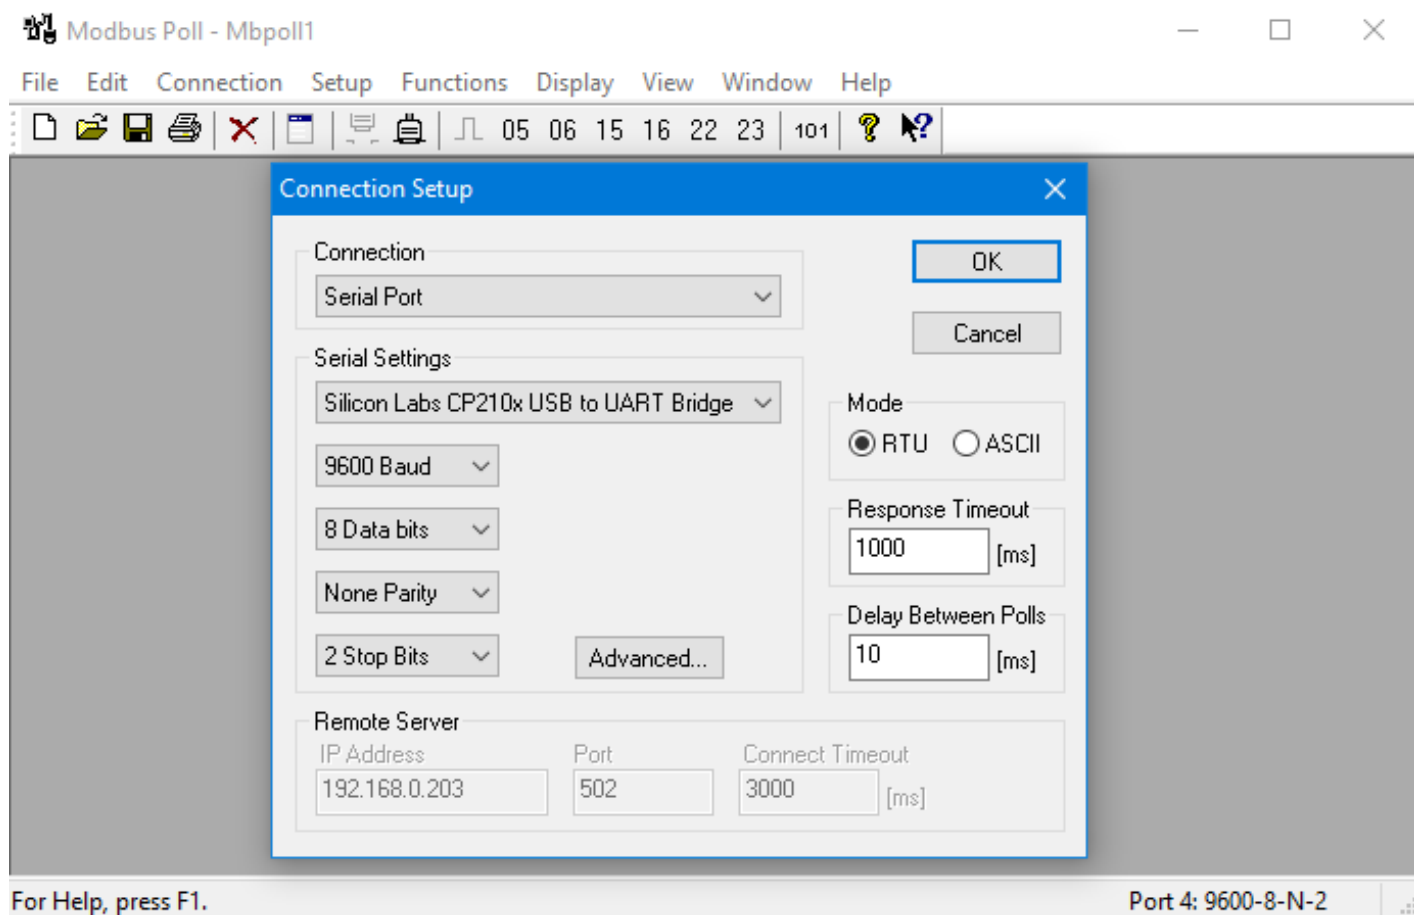 Modbus Poll - Mbpoll1
File Edit Connection Setup Functions Display View Window Help
05 06 15 16 22 23 101
Connection Setup
Connection
Serial Port
OK
Cancel
Serial Settings
Silicon Labs CP210x USB to UART Bridge
9600 Baud
8 Data bits
None Parity
2 Stop Bits
Advanced...
Mode
RTU ASCII
Response Timeout
1000 [ms]
Delay Between Polls
10 [ms]
Remote Server
IP Address Port Connect Timeout
192.168.0.203 502 3000 [ms]
For Help, press F1. Port 4: 9600-8-N-2